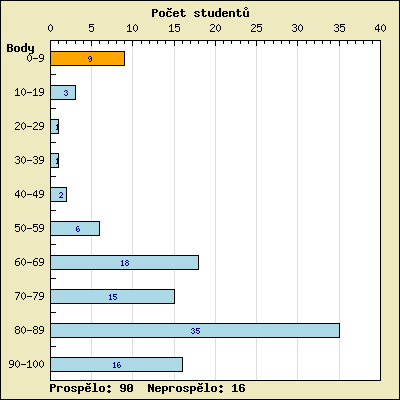 Počet studentů
0 5 10 15 20 25 30 35 40
Body
0-9 9
10-19 3
20-29 1
30-39 1
40-49 2
50-59 6
60-69 18
70-79 15
80-89 35
90-100 16
Prospělo: 90 Neprospělo: 16